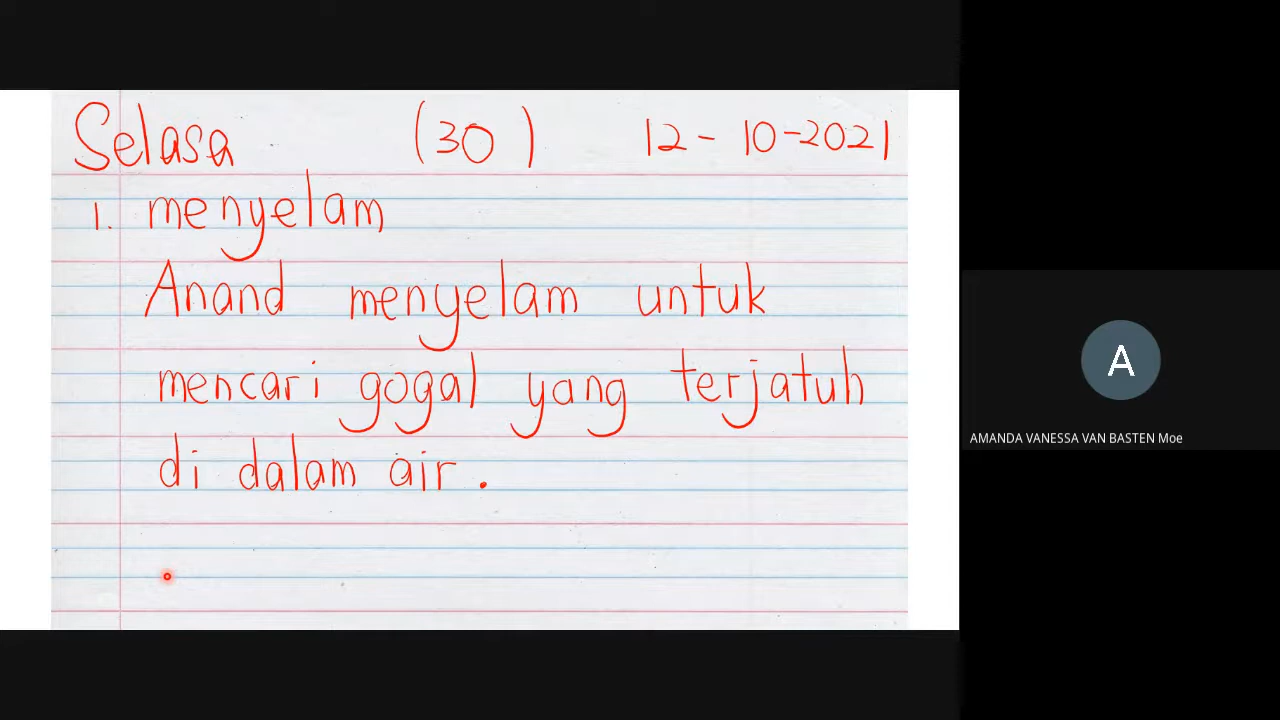 Selasa (30) 12-10-2021
1. menyelam
Anand menyelam untuk
mencari gogal yang terjatuh
di dalam air.
A
AMANDA VANESSA VAN BASTEN Moe